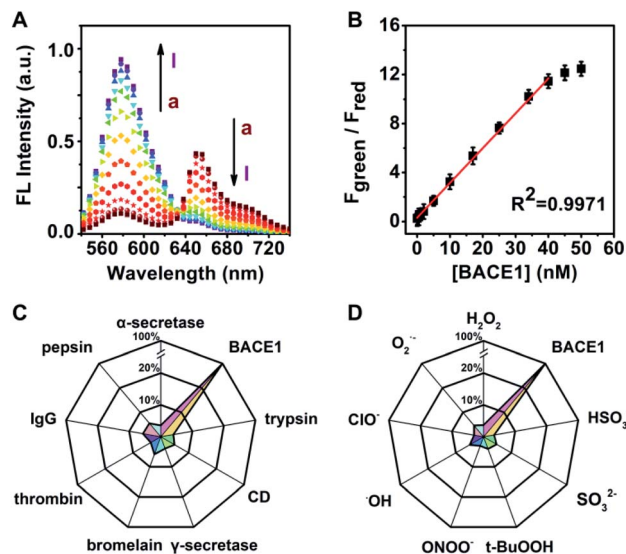 A
FL Intensity (a.u.)
1.0
0.5
0.0
l
a
a
l
560 600 640 680 720
Wavelength (nm)
B
F_green / F_red
16
12
8
4
0
R²=0.9971
0 10 20 30 40 50 60
[BACE1] (nM)
C
α-secretase
100%
20%
10%
BACE1
trypsin
CD
γ-secretase
bromelain
thrombin
IgG
pepsin
D
H₂O₂
100%
20%
10%
BACE1
HSO₃
SO₃²⁻
t-BuOOH
ONOO⁻
·OH
ClO⁻
O₂·⁻